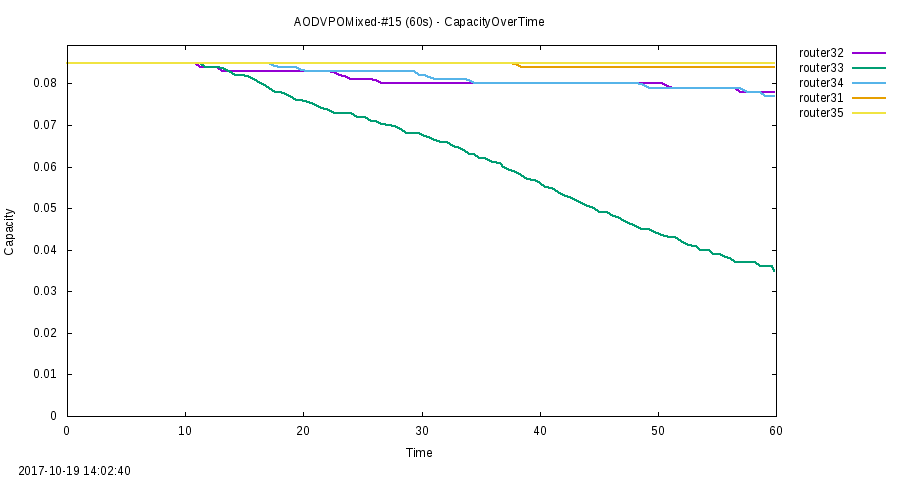 AODVPOMixed-#15 (60s) - CapacityOverTime
router32
router33
router34
router31
router35
0.08
0.07
0.06
0.05
0.04
0.03
0.02
0.01
0
Capacity
0 10 20 30 40 50 60
Time
2017-10-19 14:02:40